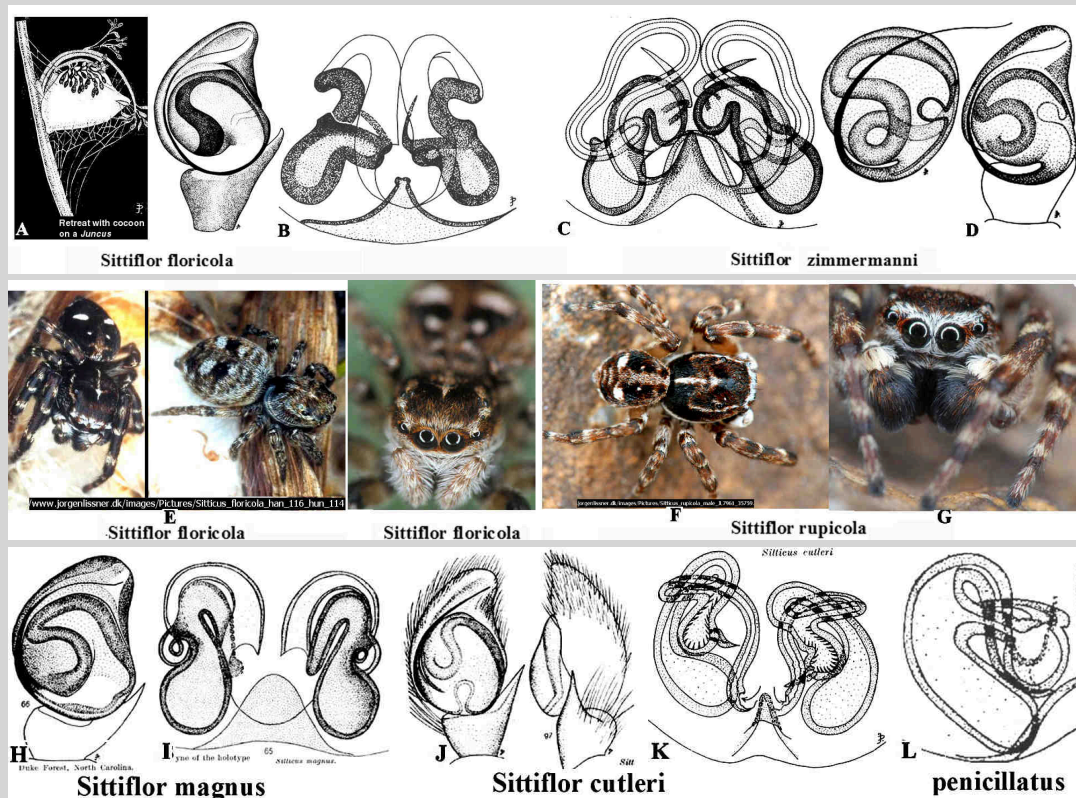 Retreat with cocoon
on a Juncus
A
B
C
D
Sittiflor floricola
Sittiflor zimmermanni
/www.jorgenlissner.dk/images/Pictures/Sitticus_floricola_han_116_hun_114
jorgenlissner.dk/images/Pictures/Sitticus_rupicola_male_IL7961_35798
E
F
G
Sittiflor floricola
Sittiflor floricola
Sittiflor rupicola
Sitticus cutleri
66
97
H
I
J
K
L
65
Duke Forest, North Carolina.
yne of the holotype
Sitticus magnus.
Sitt
Sittiflor magnus
Sittiflor cutleri
penicillatus